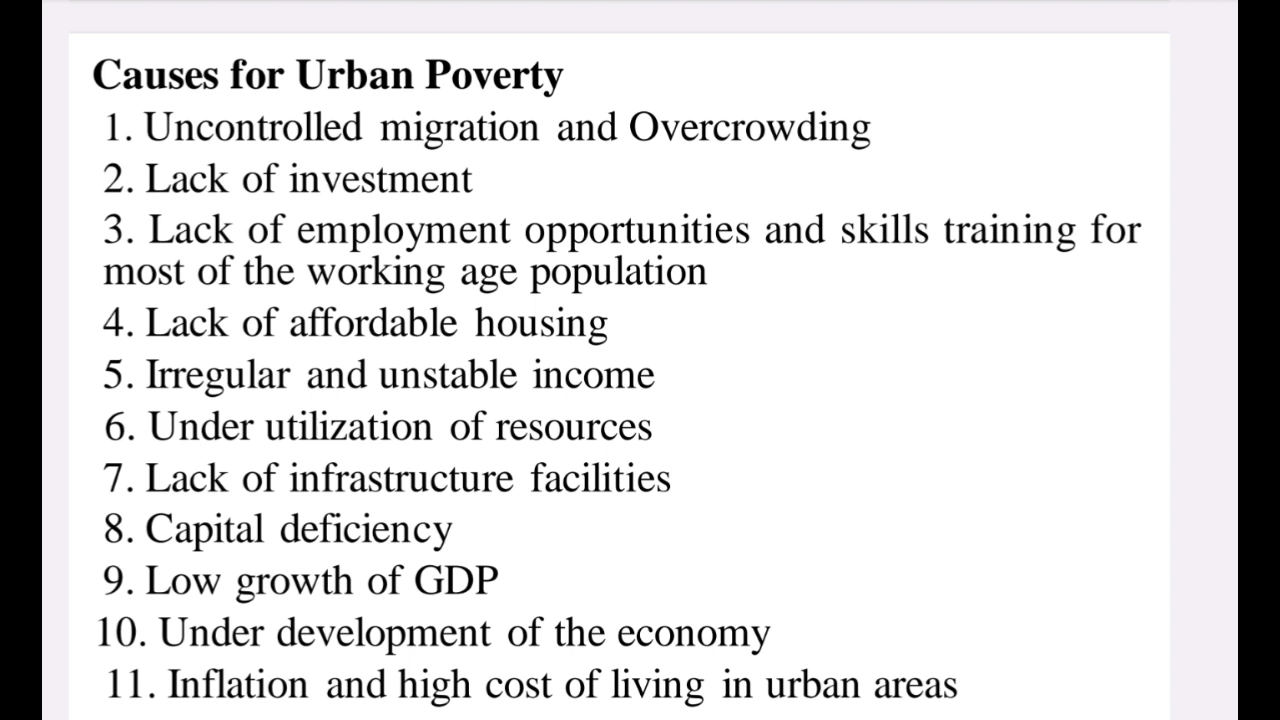 Causes for Urban Poverty
1. Uncontrolled migration and Overcrowding
2. Lack of investment
3. Lack of employment opportunities and skills training for
most of the working age population
4. Lack of affordable housing
5. Irregular and unstable income
6. Under utilization of resources
7. Lack of infrastructure facilities
8. Capital deficiency
9. Low growth of GDP
10. Under development of the economy
11. Inflation and high cost of living in urban areas